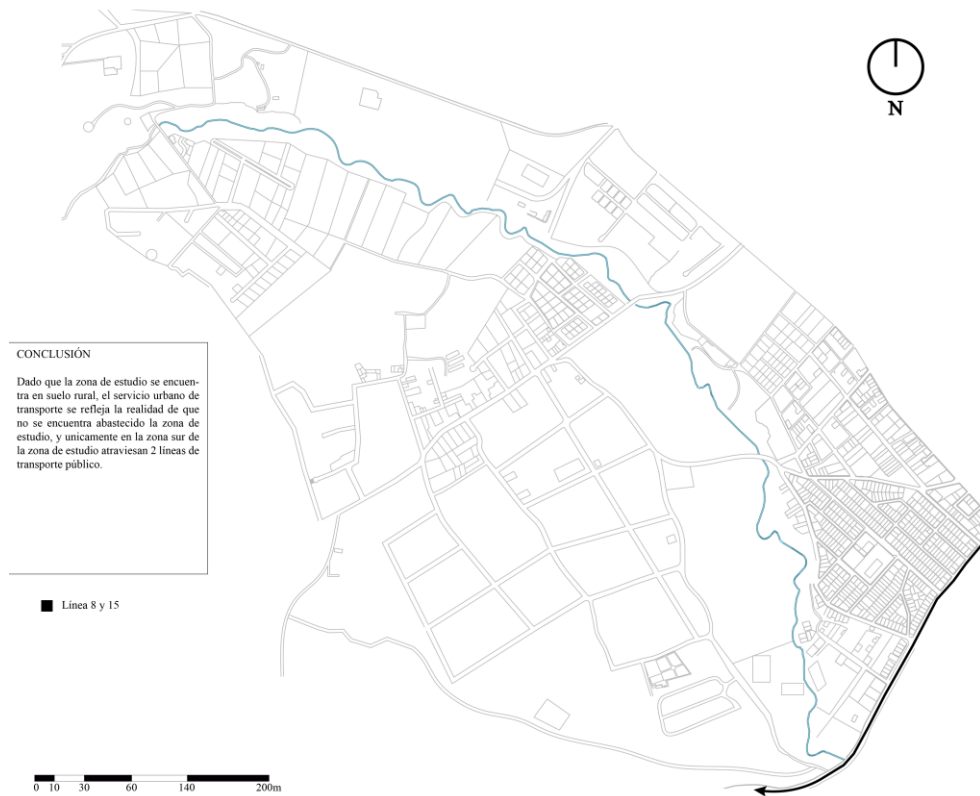 N
CONCLUSIÓN
Dado que la zona de estudio se encuen-
tra en suelo rural, el servicio urbano de
transporte se refleja la realidad de que
no se encuentra abastecido la zona de
estudio, y unicamente en la zona sur de
la zona de estudio atraviesan 2 líneas de
transporte público.
Línea 8 y 15
0 10 30 60 140 200m